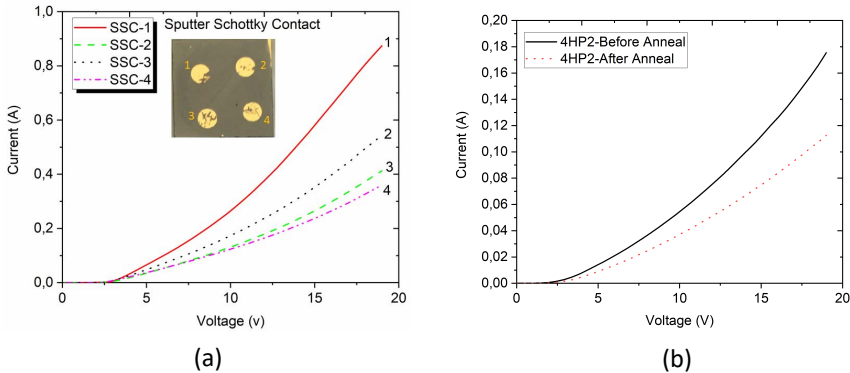 Sputter Schottky Contact
SSC-1
SSC-2
SSC-3
SSC-4
1
2
3
4
1
2
3
4
1,0
0,8
0,6
0,4
0,2
0,0
0
5
10
15
20
Current (A)
Voltage (v)
(a)
4HP2-Before Anneal
4HP2-After Anneal
0,20
0,18
0,16
0,14
0,12
0,10
0,08
0,06
0,04
0,02
0,00
0
5
10
15
20
Current (A)
Voltage (V)
(b)